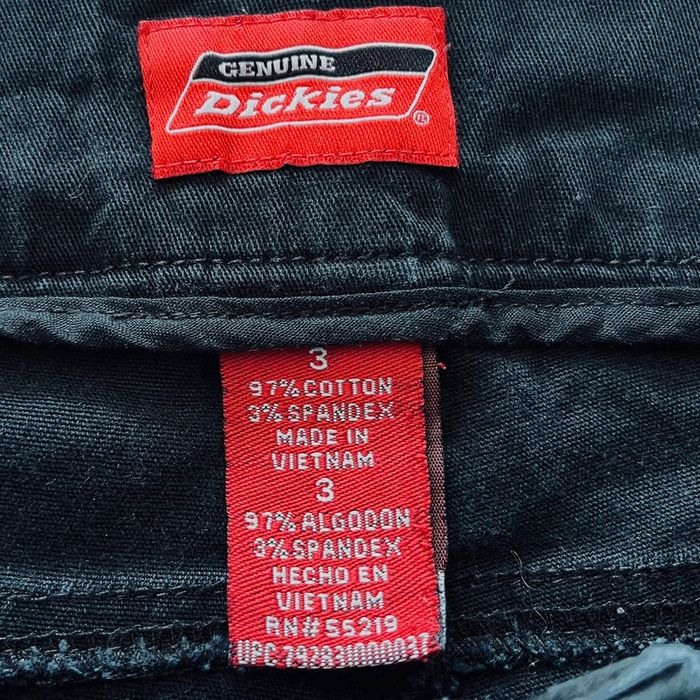 GENUINE
Dickies®
3
97% COTTON
3% SPANDEX
MADE IN
VIETNAM
3
97% ALGODON
3% SPANDEX
HECHO EN
VIETNAM
RN# 55219
UPC